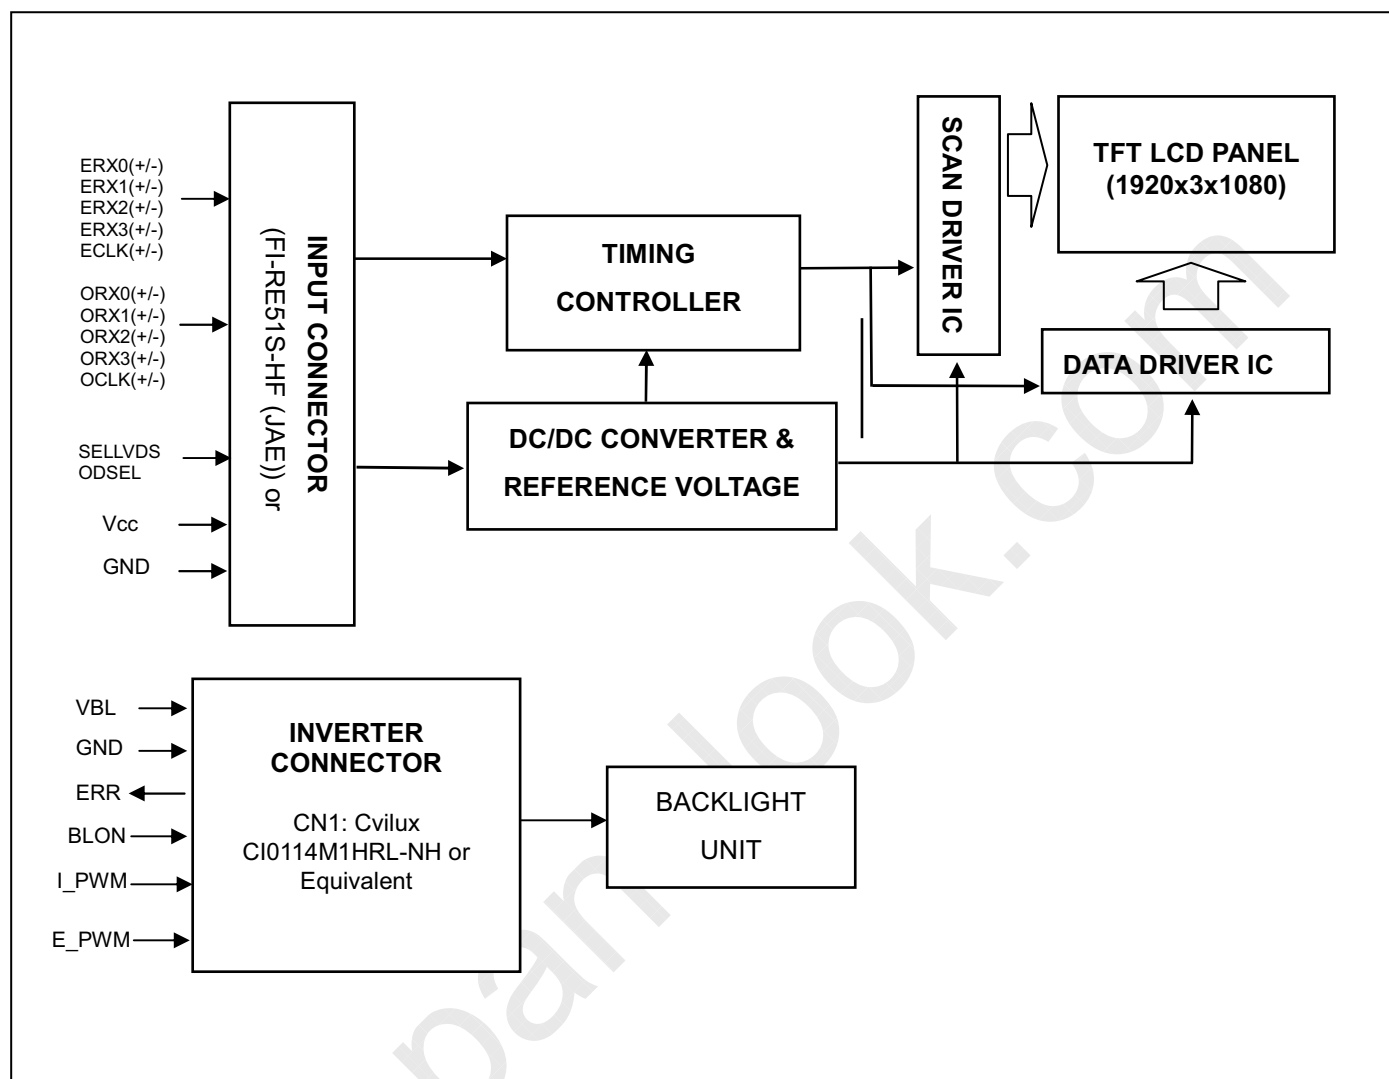 ERX0(+/-)
ERX1(+/-)
ERX2(+/-)
ERX3(+/-)
ECLK(+/-)
ORX0(+/-)
ORX1(+/-)
ORX2(+/-)
ORX3(+/-)
OCLK(+/-)
SELLVDS
ODSEL
Vcc
GND
INPUT CONNECTOR
(FI-RE51S-HF (JAE)) or
TIMING
CONTROLLER
DC/DC CONVERTER &
REFERENCE VOLTAGE
SCAN DRIVER IC
TFT LCD PANEL
(1920x3x1080)
DATA DRIVER IC
VBL
GND
ERR
BLON
I_PWM
E_PWM
INVERTER
CONNECTOR
CN1: Cvilux
CI0114M1HRL-NH or
Equivalent
BACKLIGHT
UNIT
panlook.com